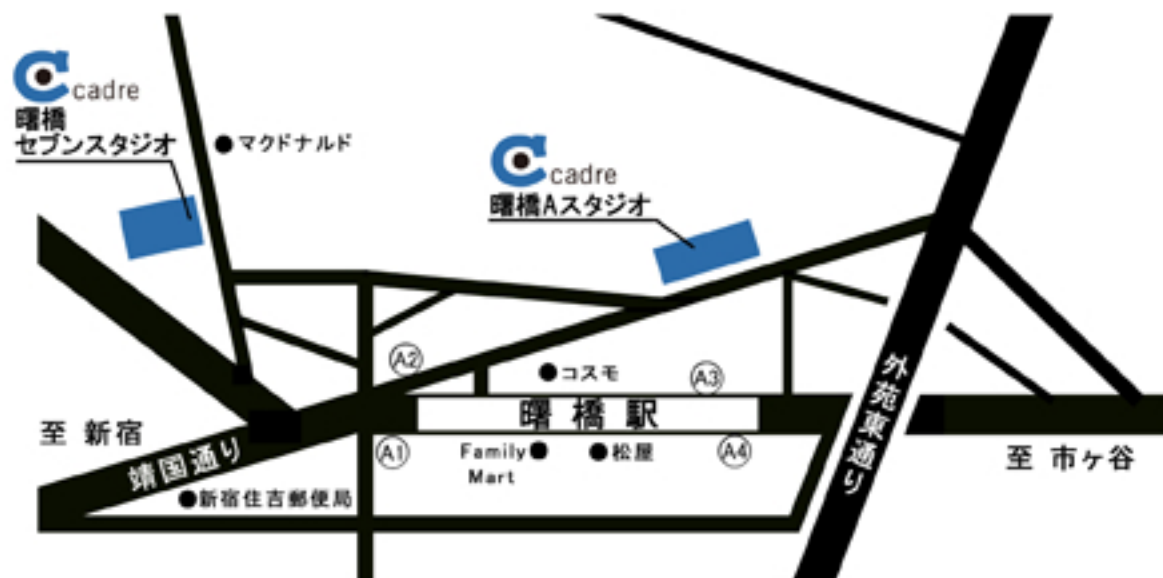 cadre
曙橋
セブンスタジオ
マクドナルド
cadre
曙橋Aスタジオ
A2
コスモ
A3
曙橋駅
外苑東通り
至 新宿
靖国通り
A1
Family
Mart
松屋
A4
至 市ヶ谷
新宿住吉郵便局